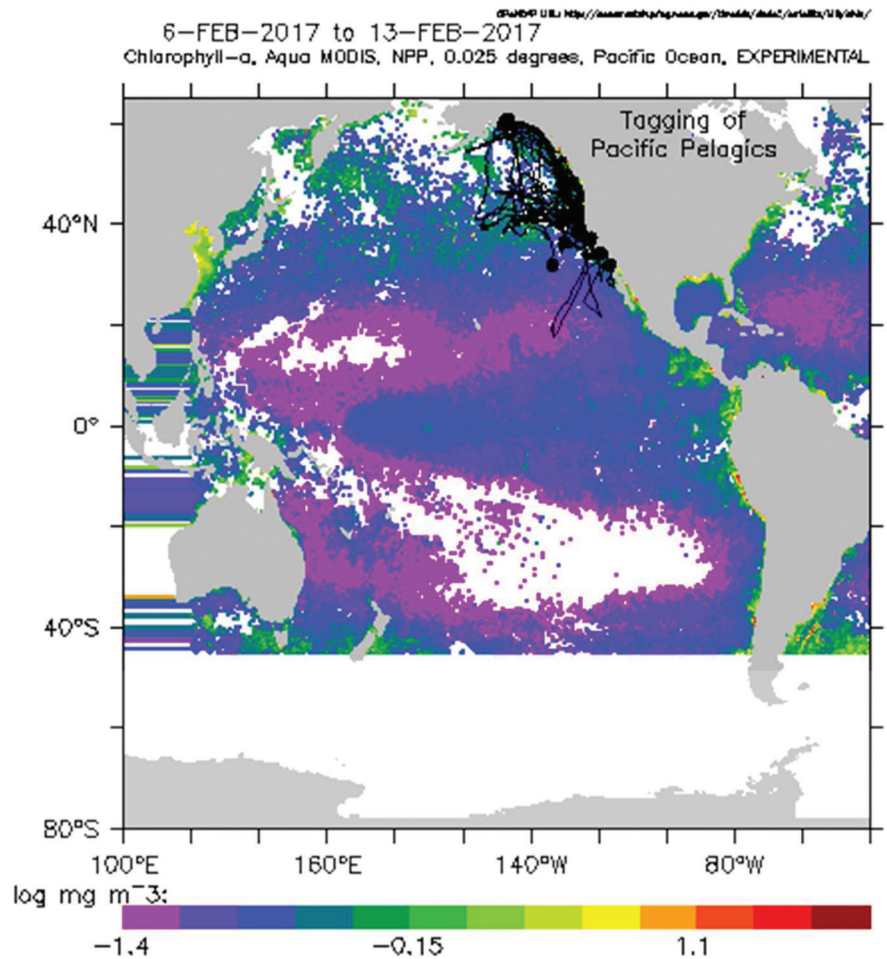 6-FEB-2017 to 13-FEB-2017
Chlorophyll-a, Aqua MODIS, NPP, 0.025 degrees, Pacific Ocean, EXPERIMENTAL
Tagging of
Pacific Pelagics
40°N
0°
40°S
80°S
100°E 160°E 140°W 80°W
log mg m^-3:
-1.4 -0.15 1.1